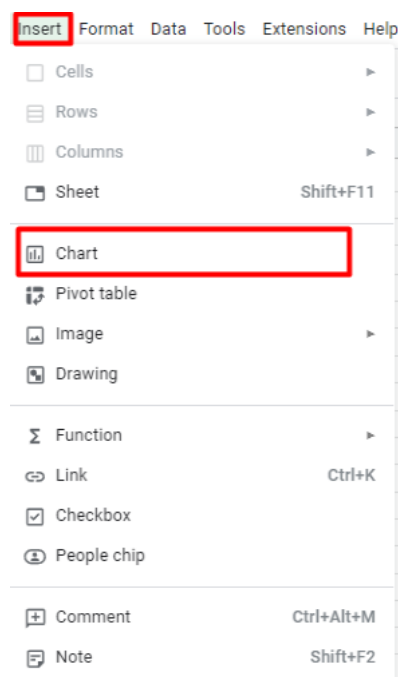 Insert Format Data Tools Extensions Help
Cells
Rows
Columns
Sheet Shift+F11
Chart
Pivot table
Image
Drawing
Function
Link Ctrl+K
Checkbox
People chip
Comment Ctrl+Alt+M
Note Shift+F2